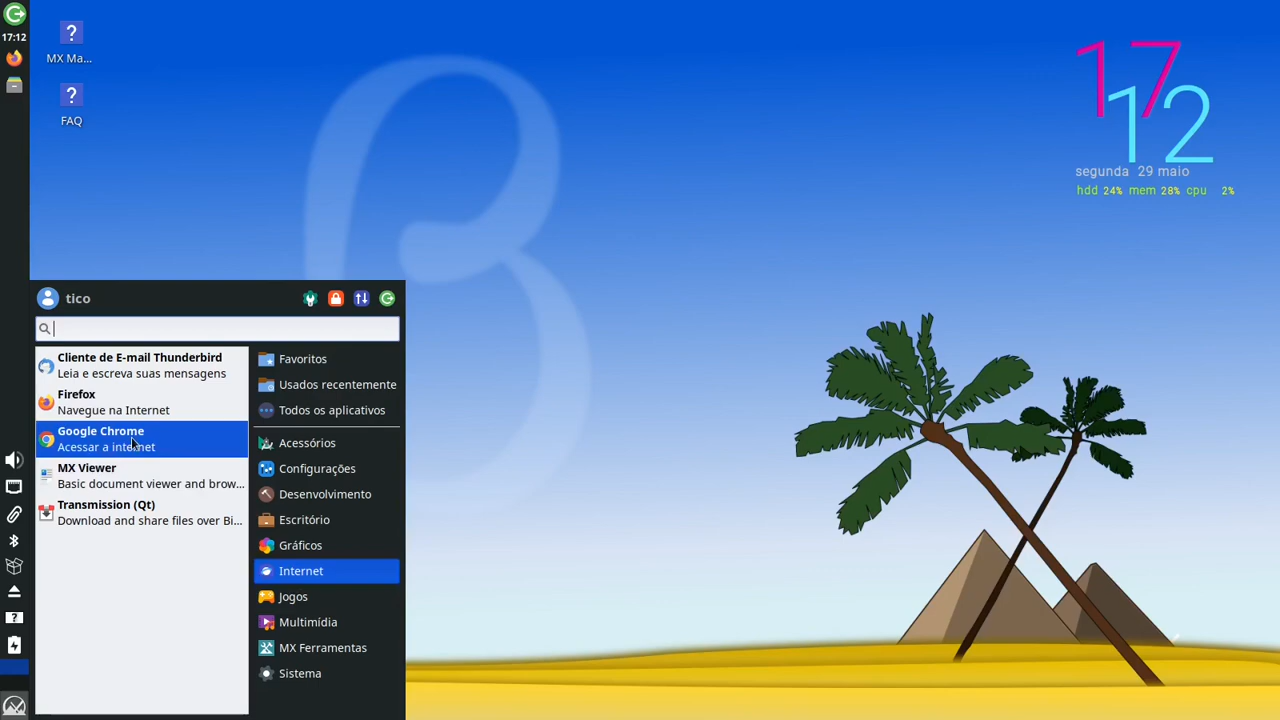 17:12
MX Ma...
FAQ
17
12
segunda 29 maio
hdd 24% mem 28% cpu 2%
tico
Cliente de E-mail Thunderbird
Leia e escreva suas mensagens
Firefox
Navegue na Internet
Google Chrome
Acessar a internet
MX Viewer
Basic document viewer and brow...
Transmission (Qt)
Download and share files over Bi...
Favoritos
Usados recentemente
Todos os aplicativos
Acessórios
Configurações
Desenvolvimento
Escritório
Gráficos
Internet
Jogos
Multimídia
MX Ferramentas
Sistema